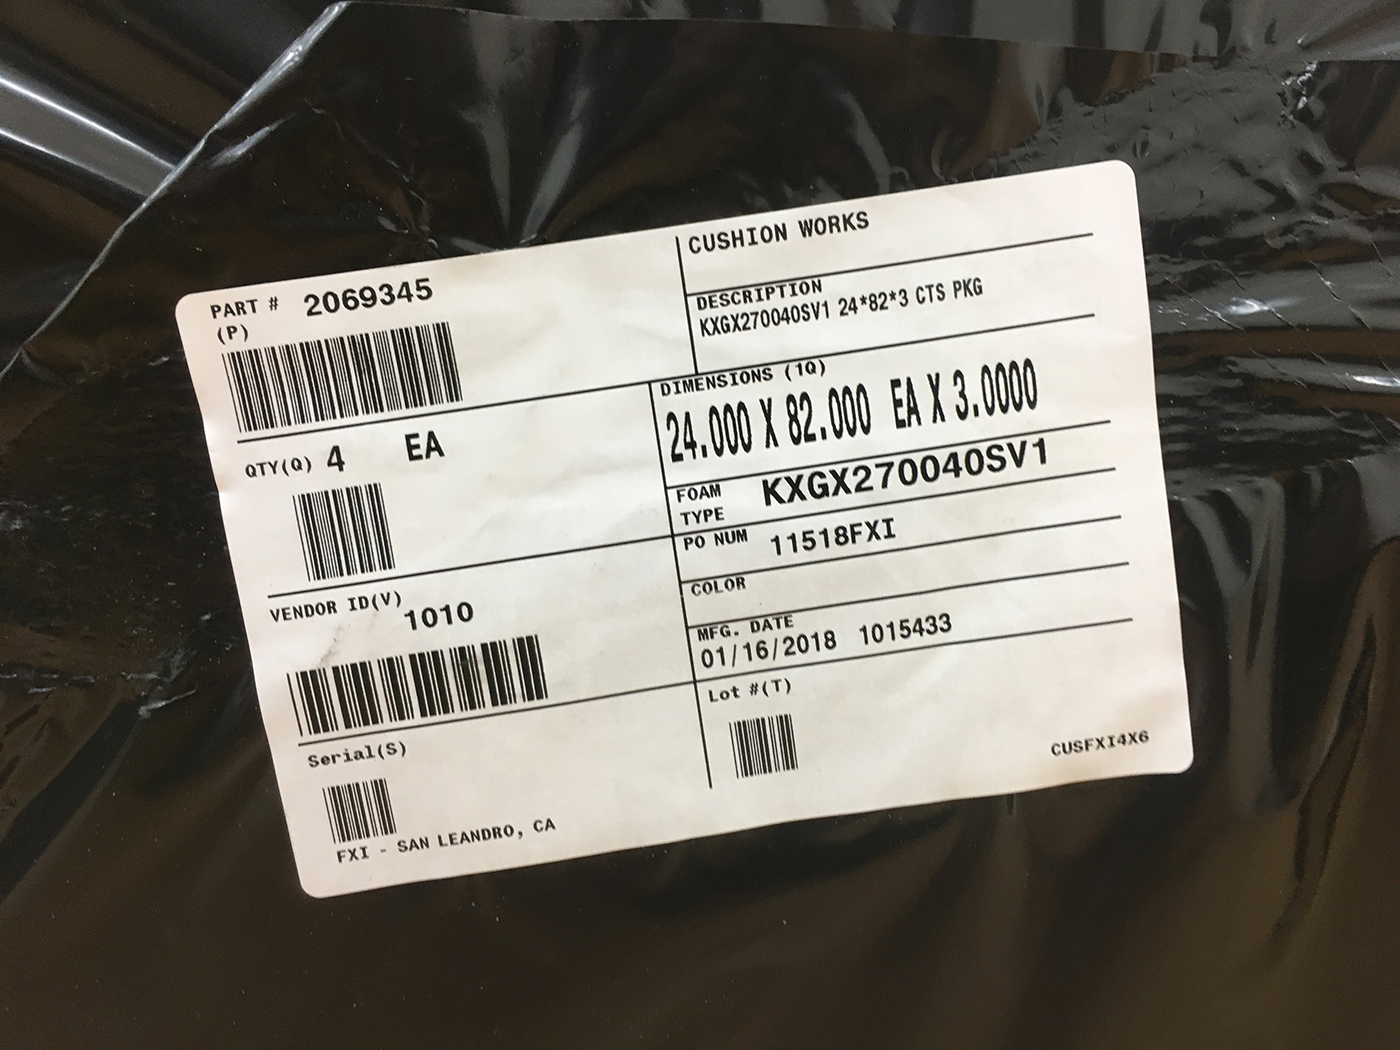 PART # 2069345
(P)
QTY(Q) 4 EA
VENDOR ID(V) 1010
Serial(S)
FXI - SAN LEANDRO, CA
CUSHION WORKS
DESCRIPTION
KXGX270040SV1 24*82*3 CTS PKG
DIMENSIONS (1Q)
24.000 X 82.000 EA X 3.0000
FOAM TYPE KXGX270040SV1
PO NUM 11518FXI
COLOR
MFG. DATE
01/16/2018 1015433
Lot #(T)
CUSFXI4X6